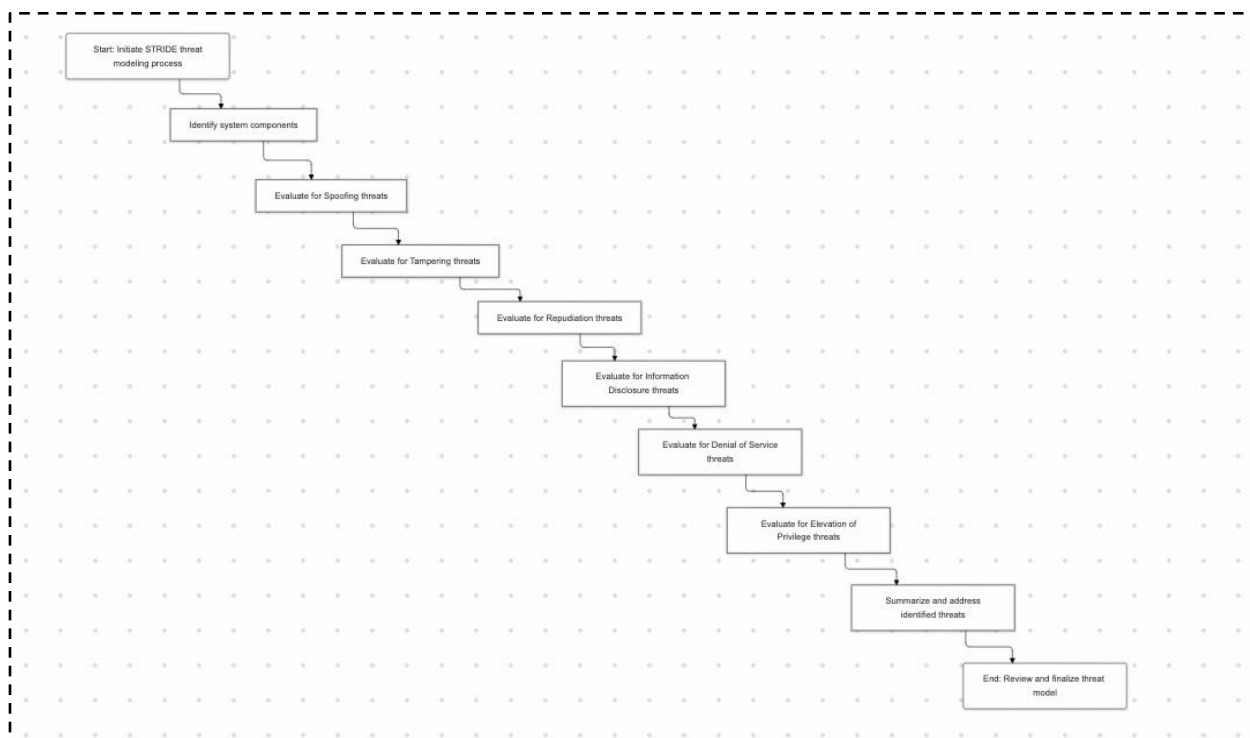 Start: Initiate STRIDE threat
modeling process
Identify system components
Evaluate for Spoofing threats
Evaluate for Tampering threats
Evaluate for Repudiation threats
Evaluate for Information
Disclosure threats
Evaluate for Denial of Service
threats
Evaluate for Elevation of
Privilege threats
Summarize and address
identified threats
End: Review and finalize threat
model